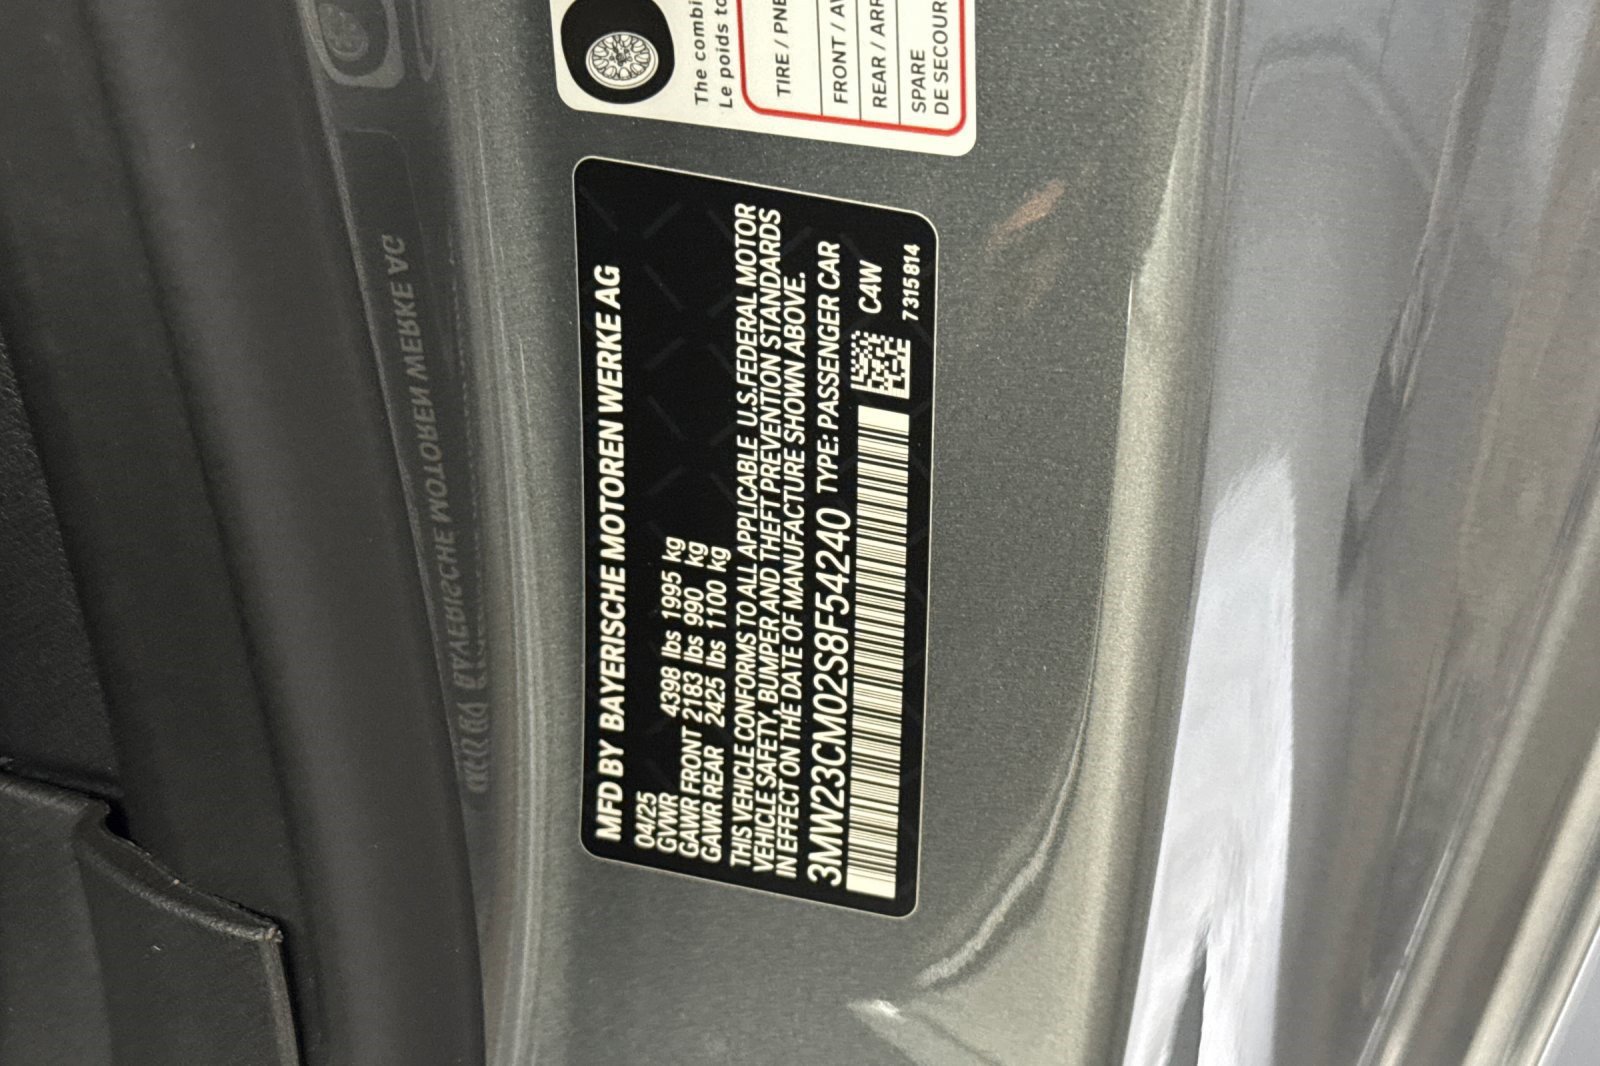 The combi
Le poids to
TIRE / PNE
FRONT / AV
REAR / ARR
SPARE
DE SECOUR
MFD BY BAYERISCHE MOTOREN WERKE AG
04/25
GVWR 4398 lbs 1995 kg
GAWR FRONT 2183 lbs 990 kg
GAWR REAR 2425 lbs 1100 kg
THIS VEHICLE CONFORMS TO ALL APPLICABLE U.S.FEDERAL MOTOR
VEHICLE SAFETY, BUMPER AND THEFT PREVENTION STANDARDS
IN EFFECT ON THE DATE OF MANUFACTURE SHOWN ABOVE.
3MW23CM02S8F54240 TYPE: PASSENGER CAR
C4W
7315814